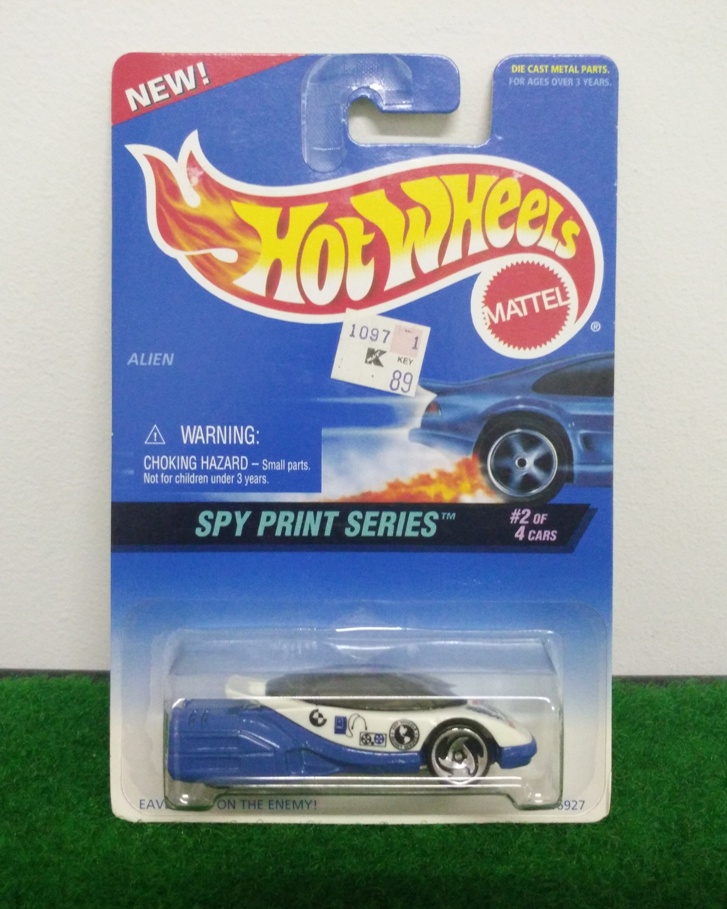 NEW!
DIE CAST METAL PARTS.
FOR AGES OVER 3 YEARS.
Hot Wheels
MATTEL
®
1097 1
K KEY
89
ALIEN
⚠ WARNING:
CHOKING HAZARD – Small parts.
Not for children under 3 years.
SPY PRINT SERIES™
#2 OF
4 CARS
ON THE ENEMY!